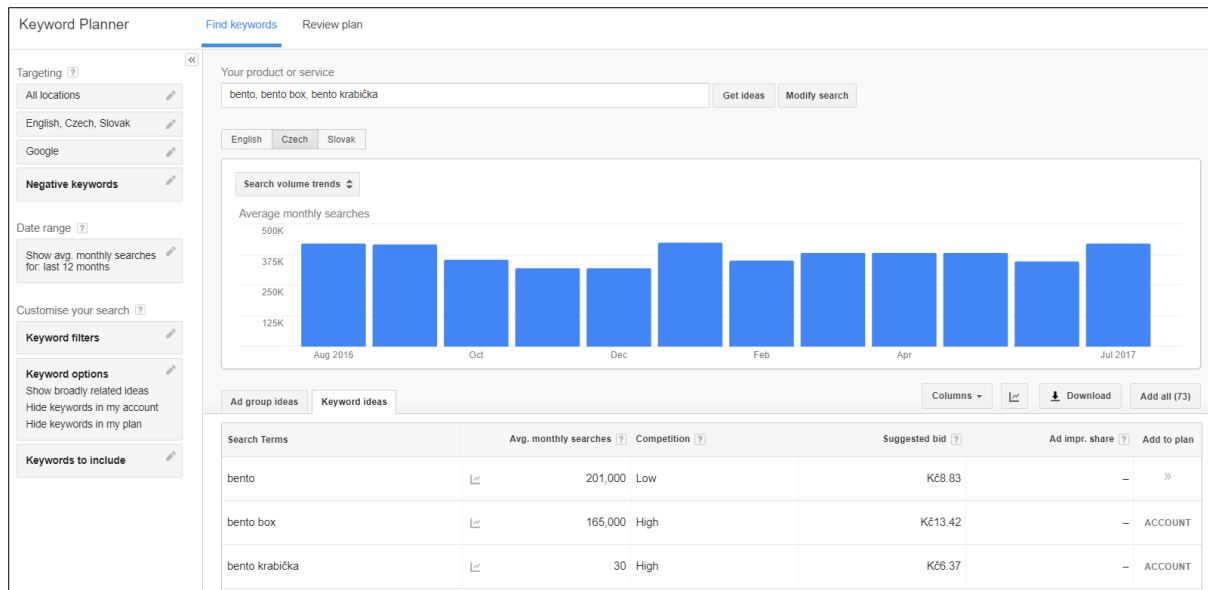 Keyword Planner
Find keywords
Review plan
«
Targeting ?
All locations
English, Czech, Slovak
Google
Negative keywords
Date range ?
Show avg. monthly searches
for: last 12 months
Customise your search ?
Keyword filters
Keyword options
Show broadly related ideas
Hide keywords in my account
Hide keywords in my plan
Keywords to include
Your product or service
bento, bento box, bento krabička
Get ideas
Modify search
English Czech Slovak
Search volume trends
Average monthly searches
500K
375K
250K
125K
Aug 2016 Oct Dec Feb Apr Jul 2017
Ad group ideas
Keyword ideas
Columns
Download
Add all (73)
Search Terms Avg. monthly searches ? Competition ? Suggested bid ? Ad impr. share ? Add to plan
bento 201,000 Low Kč8.83 – »
bento box 165,000 High Kč13.42 – ACCOUNT
bento krabička 30 High Kč6.37 – ACCOUNT